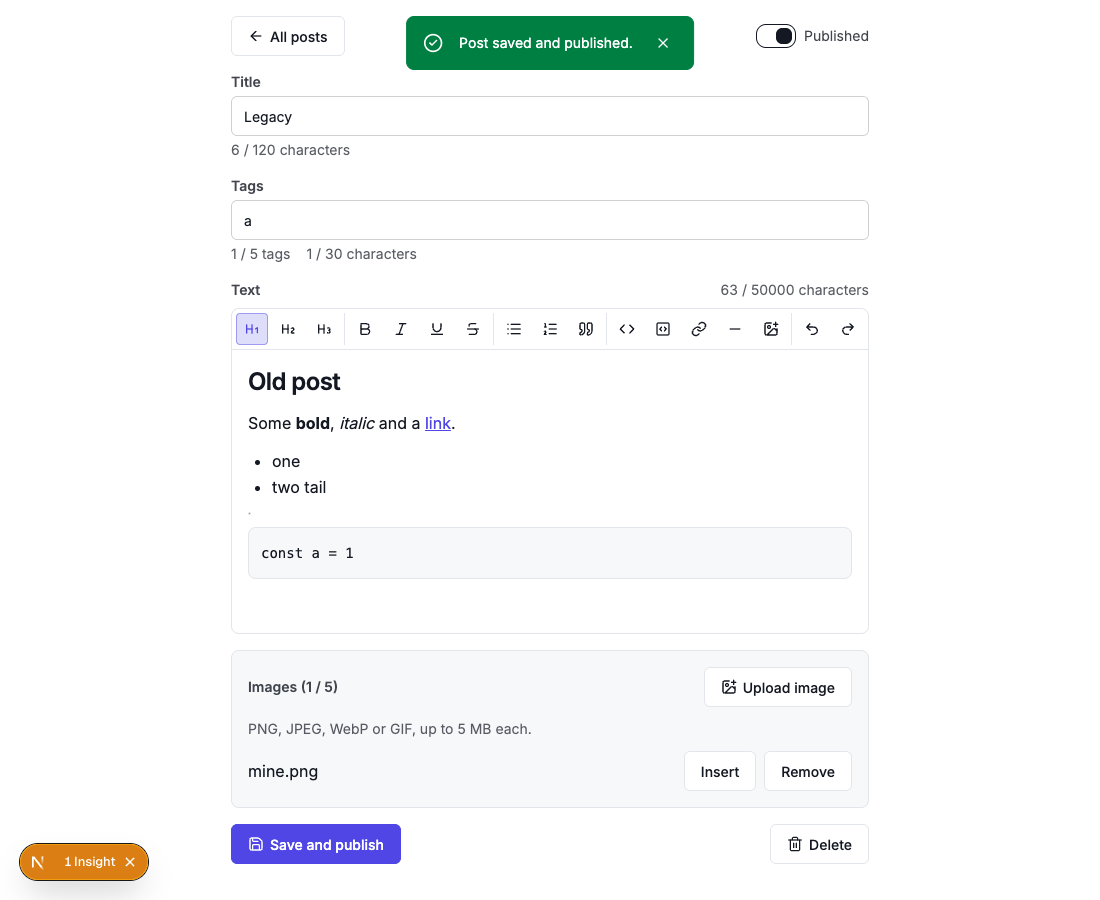 All posts
Post saved and published.
Published
Title
Legacy
6 / 120 characters
Tags
a
1 / 5 tags 1 / 30 characters
Text 63 / 50000 characters
H1 H2 H3 B I U S
Old post
Some bold, italic and a link.
• one
• two tail
const a = 1
Images (1 / 5) Upload image
PNG, JPEG, WebP or GIF, up to 5 MB each.
mine.png Insert Remove
Save and publish Delete
N 1 Insight